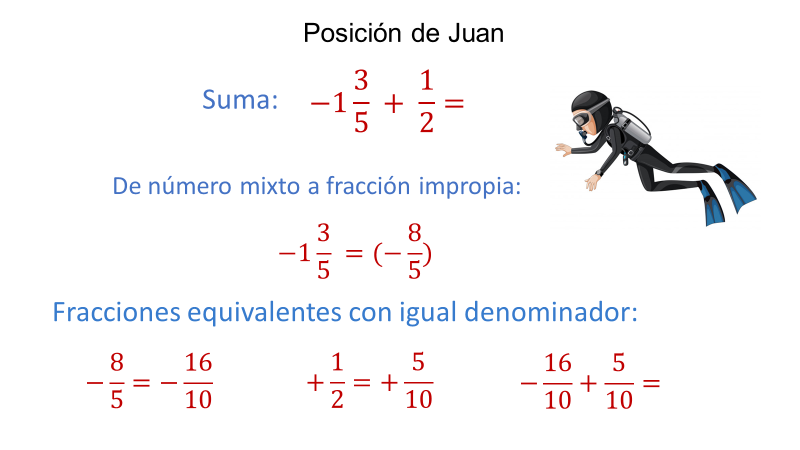 Posición de Juan
Suma: −1 3/5 + 1/2 =
De número mixto a fracción impropia:
−1 3/5 = (− 8/5)
Fracciones equivalentes con igual denominador:
− 8/5 = − 16/10 + 1/2 = + 5/10 − 16/10 + 5/10 =